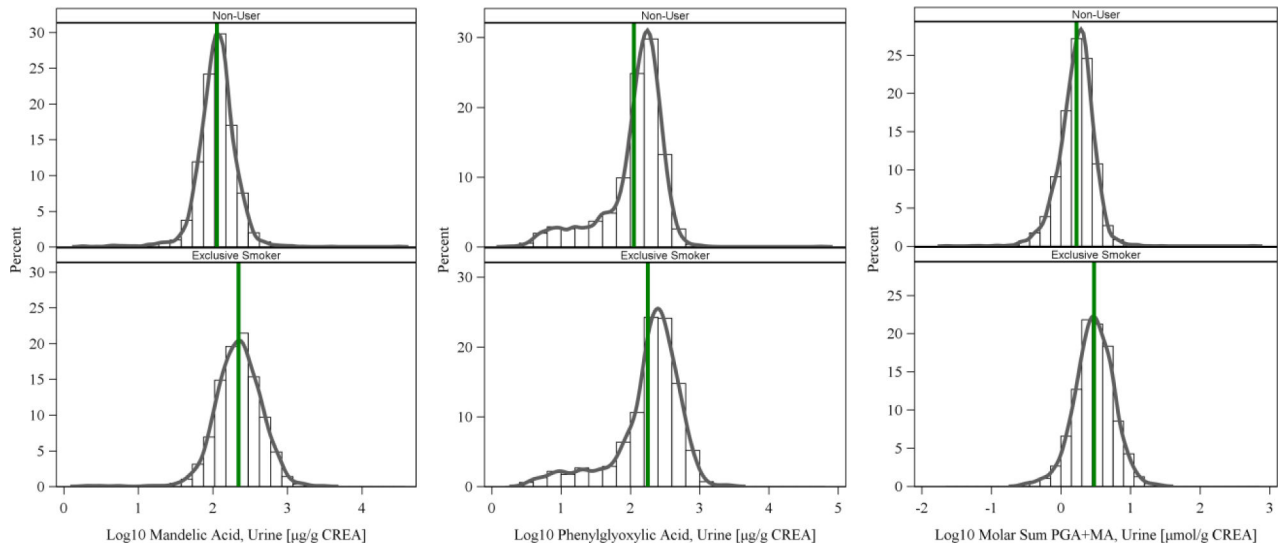 Non-User
Percent
30
25
20
15
10
5
0
Exclusive Smoker
30
25
20
15
10
5
0
0 1 2 3 4
Log10 Mandelic Acid, Urine [µg/g CREA]
Non-User
Percent
30
20
10
0
Exclusive Smoker
30
20
10
0
0 1 2 3 4 5
Log10 Phenylglyoxylic Acid, Urine [µg/g CREA]
Non-User
Percent
25
20
15
10
5
0
Exclusive Smoker
25
20
15
10
5
0
-2 -1 0 1 2 3
Log10 Molar Sum PGA+MA, Urine [µmol/g CREA]